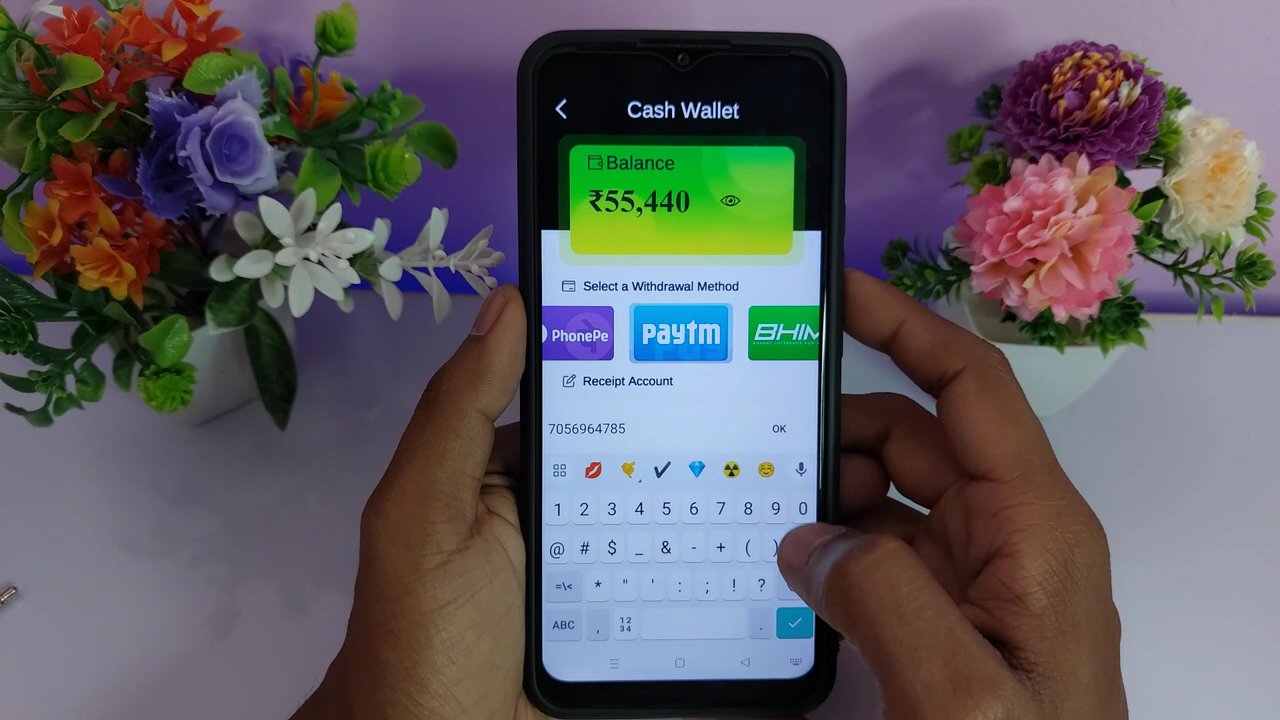 Cash Wallet
Balance
₹55,440
Select a Withdrawal Method
PhonePe
paytm
BHIM
Receipt Account
7056964785
OK
1 2 3 4 5 6 7 8 9 0
@ # $ _ & - + ( )
=\< * " ' : ; ! ?
ABC , 12 34 .